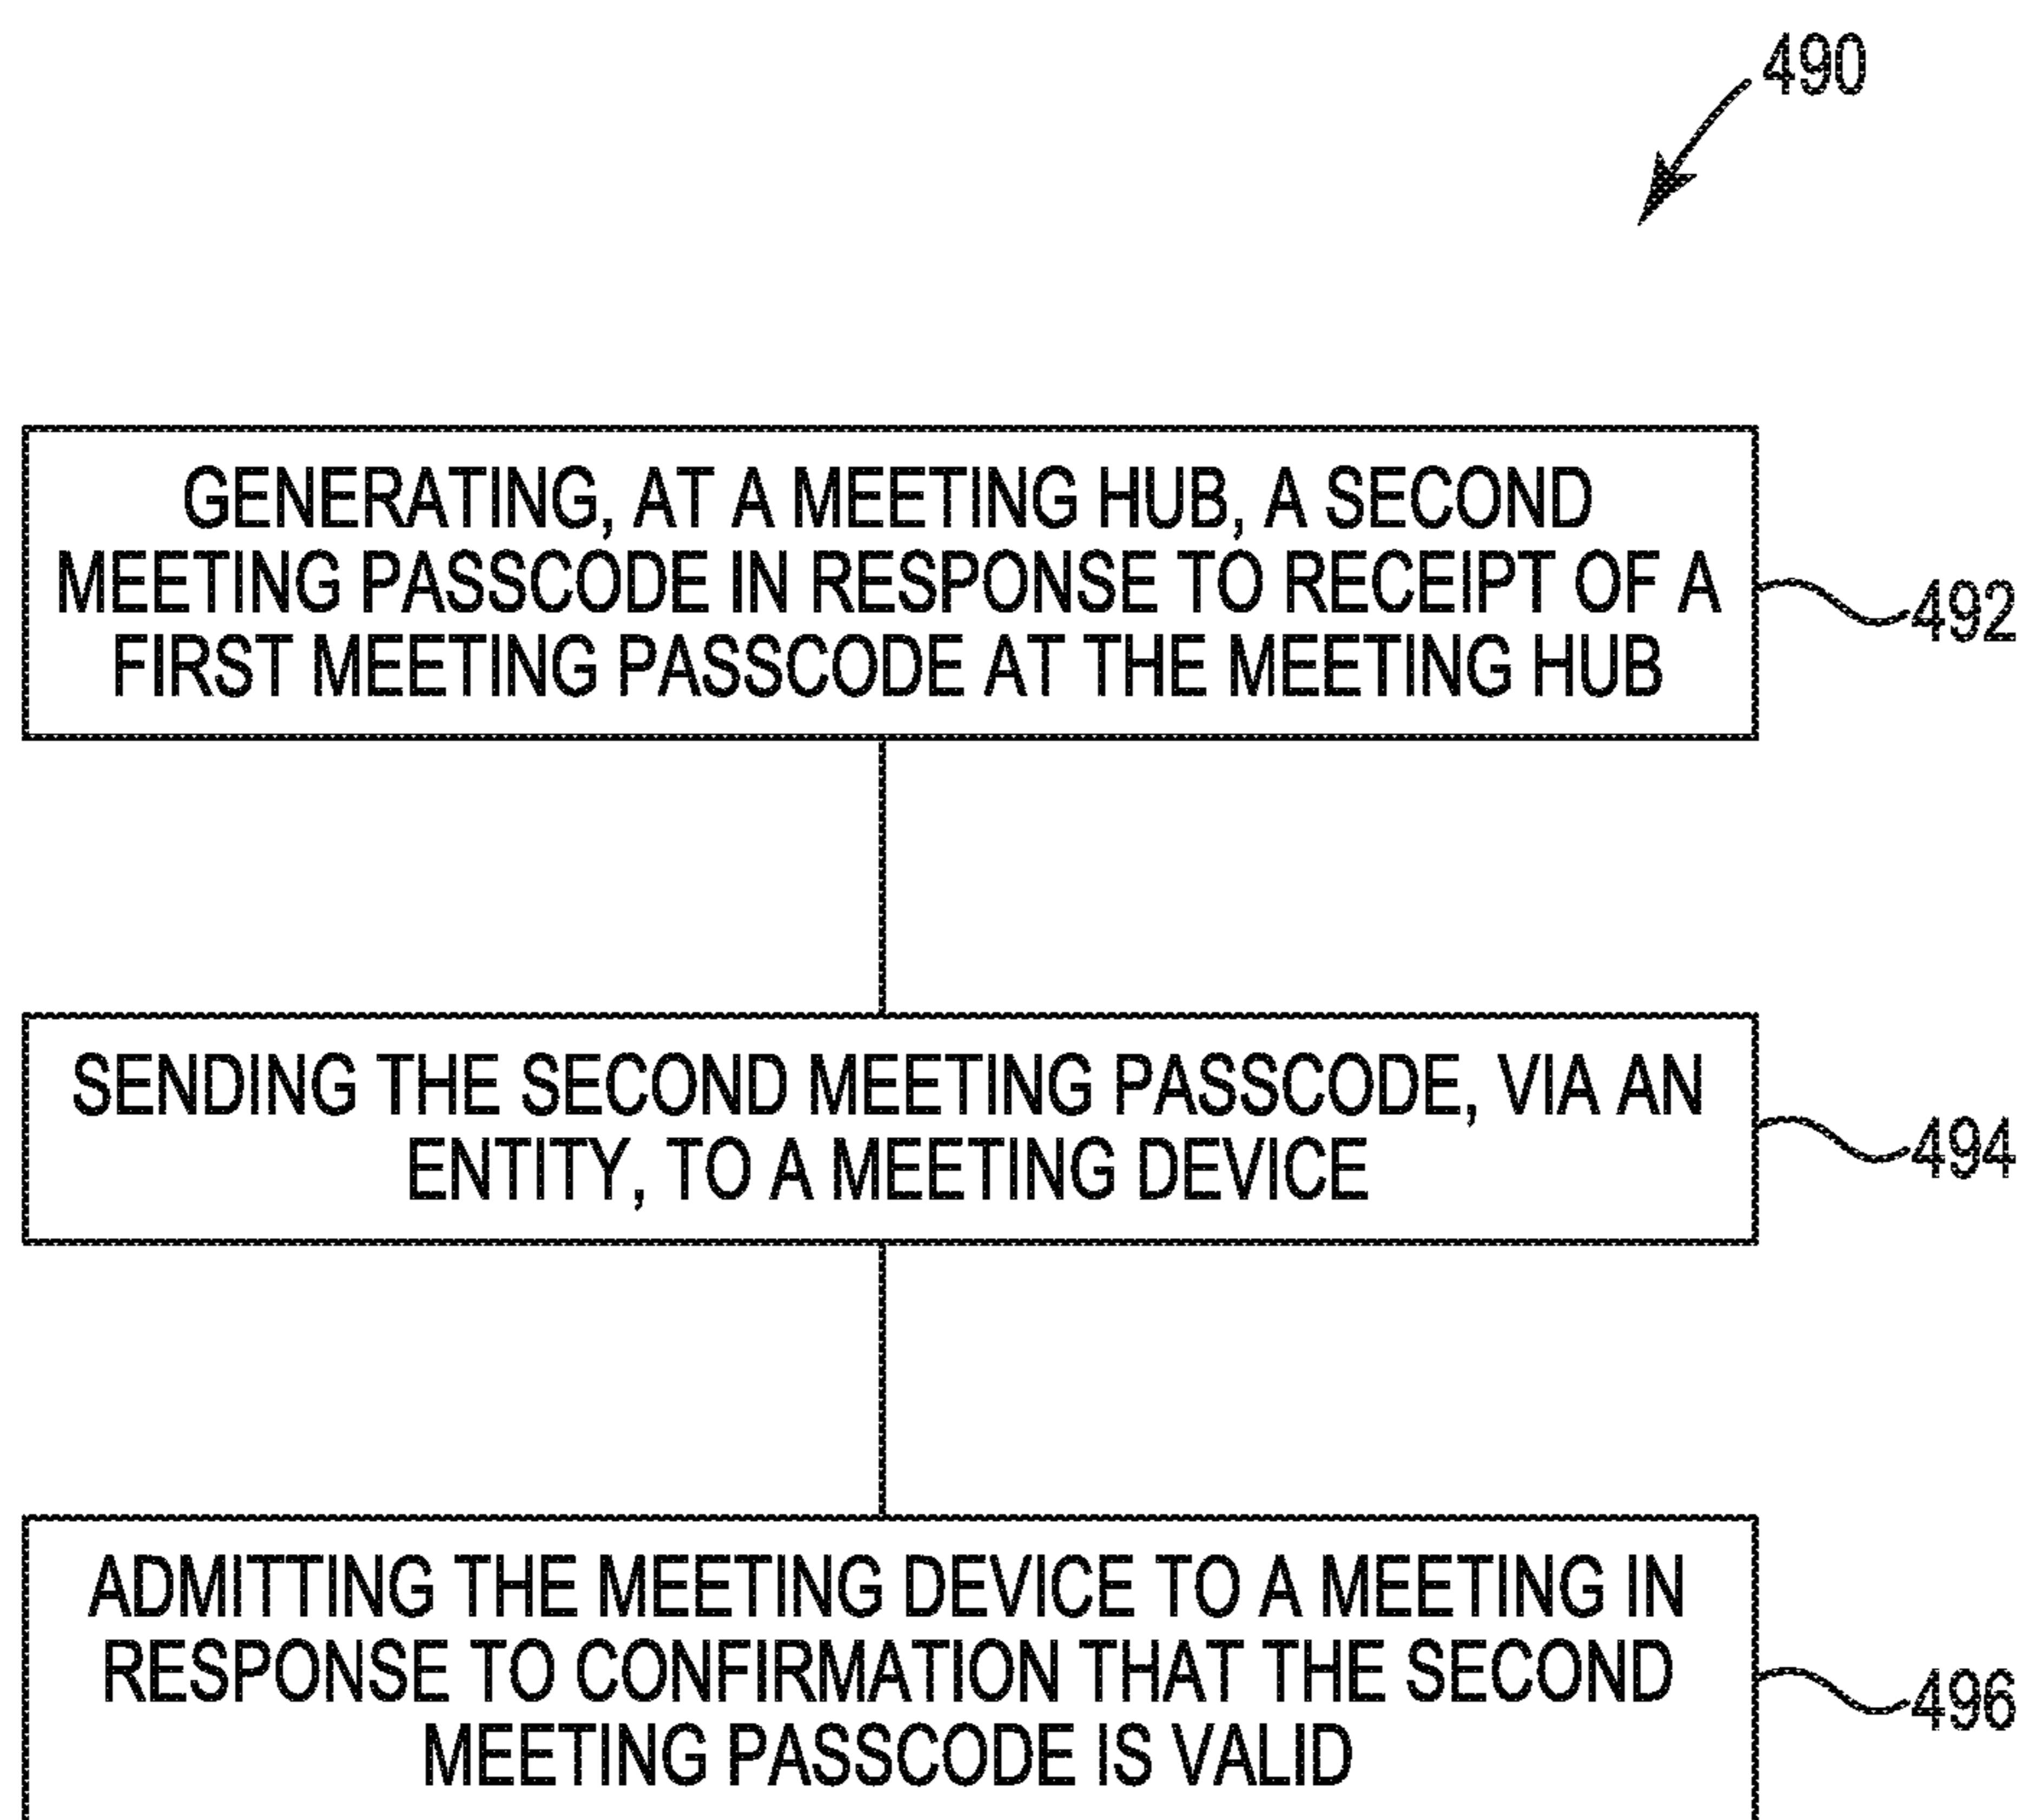 490
GENERATING, AT A MEETING HUB, A SECOND
MEETING PASSCODE IN RESPONSE TO RECEIPT OF A
FIRST MEETING PASSCODE AT THE MEETING HUB
492
SENDING THE SECOND MEETING PASSCODE, VIA AN
ENTITY, TO A MEETING DEVICE
494
ADMITTING THE MEETING DEVICE TO A MEETING IN
RESPONSE TO CONFIRMATION THAT THE SECOND
MEETING PASSCODE IS VALID
496